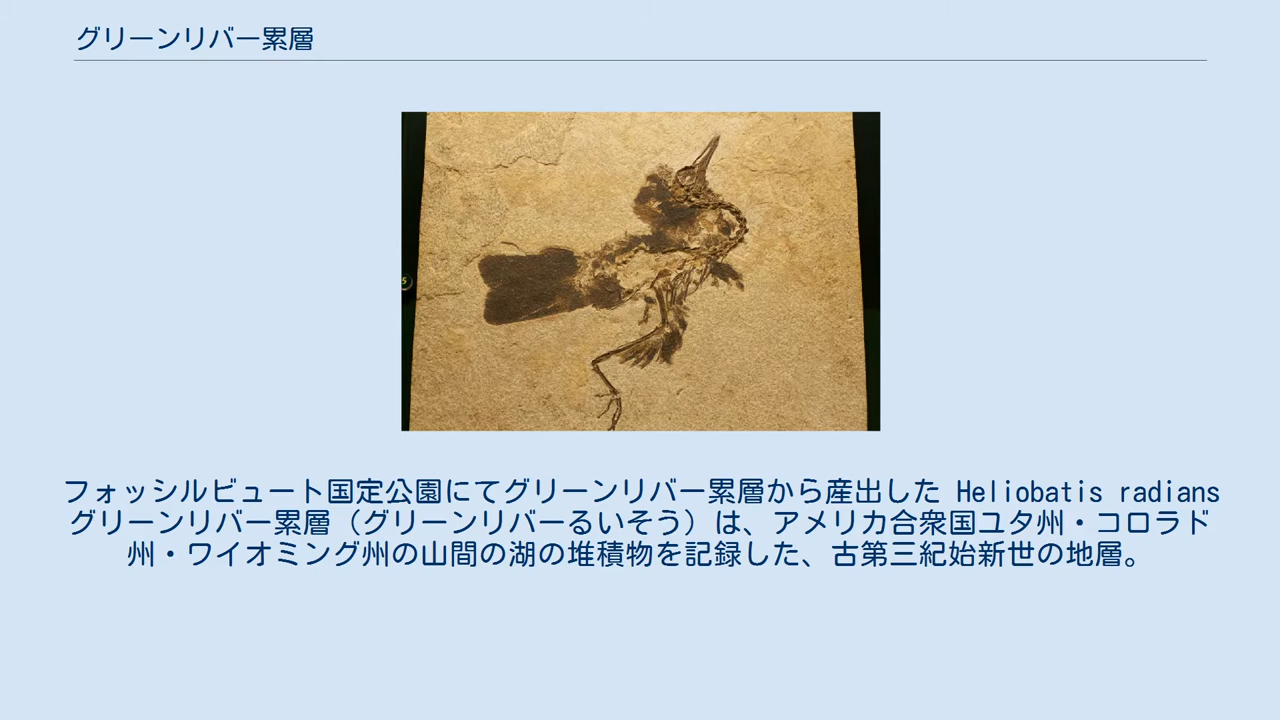 グリーンリバー累層
フォッシルビュート国定公園にてグリーンリバー累層から産出した Heliobatis radians
グリーンリバー累層（グリーンリバーるいそう）は、アメリカ合衆国ユタ州・コロラド
州・ワイオミング州の山間の湖の堆積物を記録した、古第三紀始新世の地層。